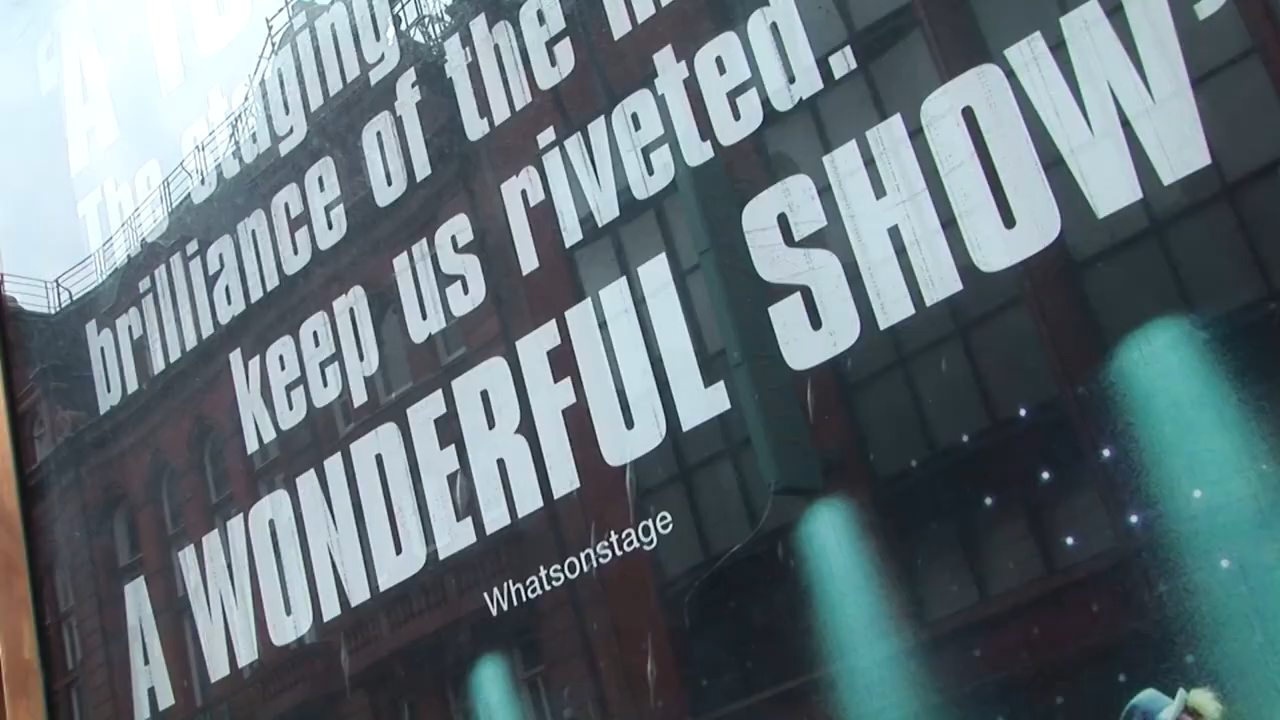 The staging
brilliance of the
keep us riveted.
A WONDERFUL SHOW'
Whatsonstage